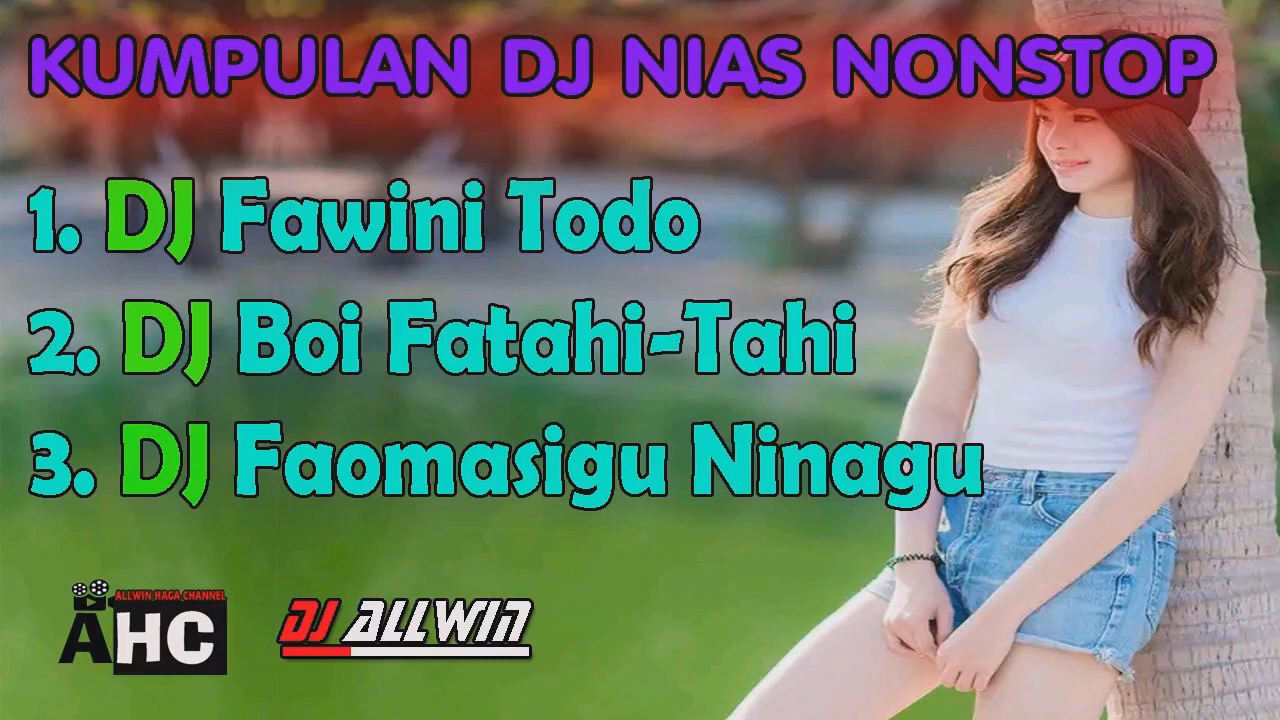 KUMPULAN DJ NIAS NONSTOP
1. DJ Fawini Todo
2. DJ Boi Fatahi-Tahi
3. DJ Faomasigu Ninagu
ALLWIN HAGA CHANNEL
AHC
DJ ALLWIN